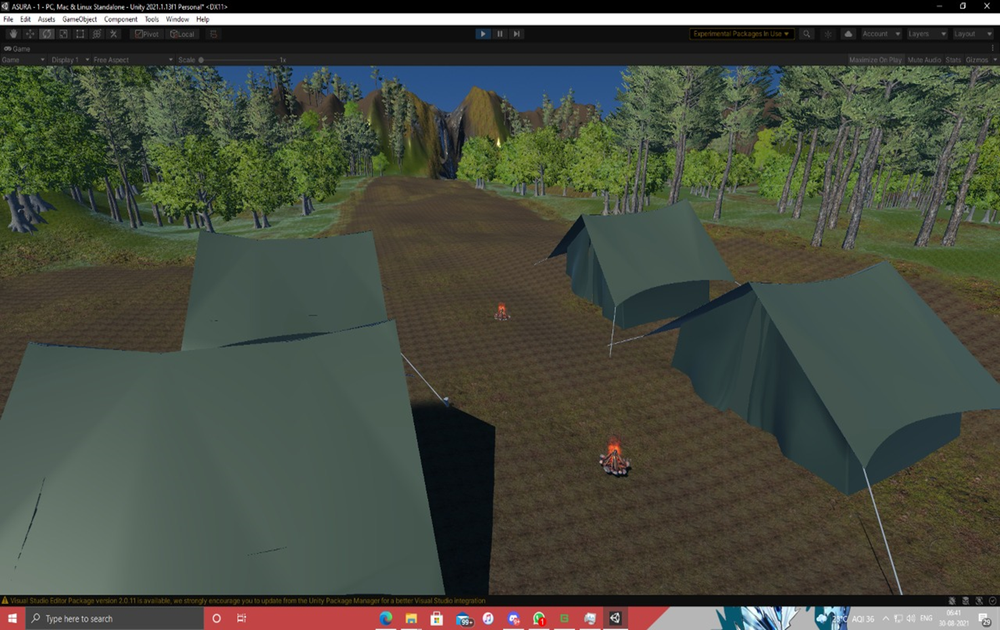 ASURA - 1 - PC, Mac & Linux Standalone - Unity 2021.1.13f1 Personal* <DX11>
File Edit Assets GameObject Component Tools Window Help
Pivot Local Experimental Packages In Use Account Layers Layout
Game
Game Display 1 Free Aspect Scale 1x Maximize On Play Mute Audio Stats Gizmos
Visual Studio Editor Package version 2.0.11 is available, we strongly encourage you to update from the Unity Package Manager for a better Visual Studio integration
Type here to search 99+ 9+ 1 28°C AQI 36 ENG 06:41
30-08-2021 29